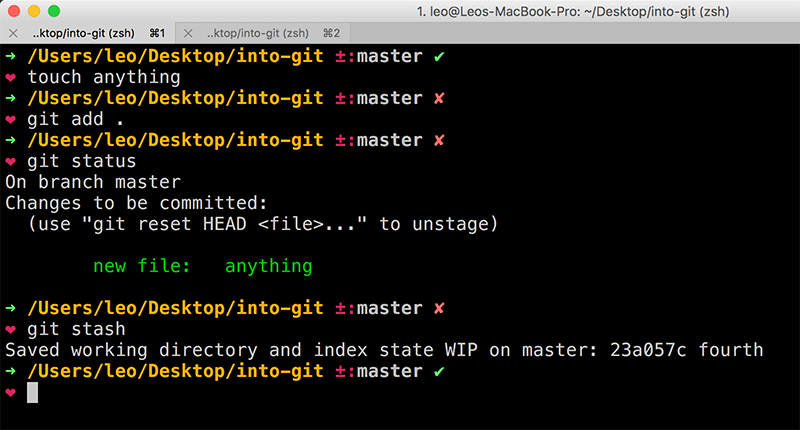 1. leo@Leos-MacBook-Pro: ~/Desktop/into-git (zsh)
× ..ktop/into-git (zsh) ⌘1 × ..ktop/into-git (zsh) ⌘2
➜ /Users/leo/Desktop/into-git ±:master ✔
❤ touch anything
➜ /Users/leo/Desktop/into-git ±:master ✘
❤ git add .
➜ /Users/leo/Desktop/into-git ±:master ✘
❤ git status
On branch master
Changes to be committed:
  (use "git reset HEAD <file>..." to unstage)
        new file:   anything
➜ /Users/leo/Desktop/into-git ±:master ✘
❤ git stash
Saved working directory and index state WIP on master: 23a057c fourth
➜ /Users/leo/Desktop/into-git ±:master ✔
❤